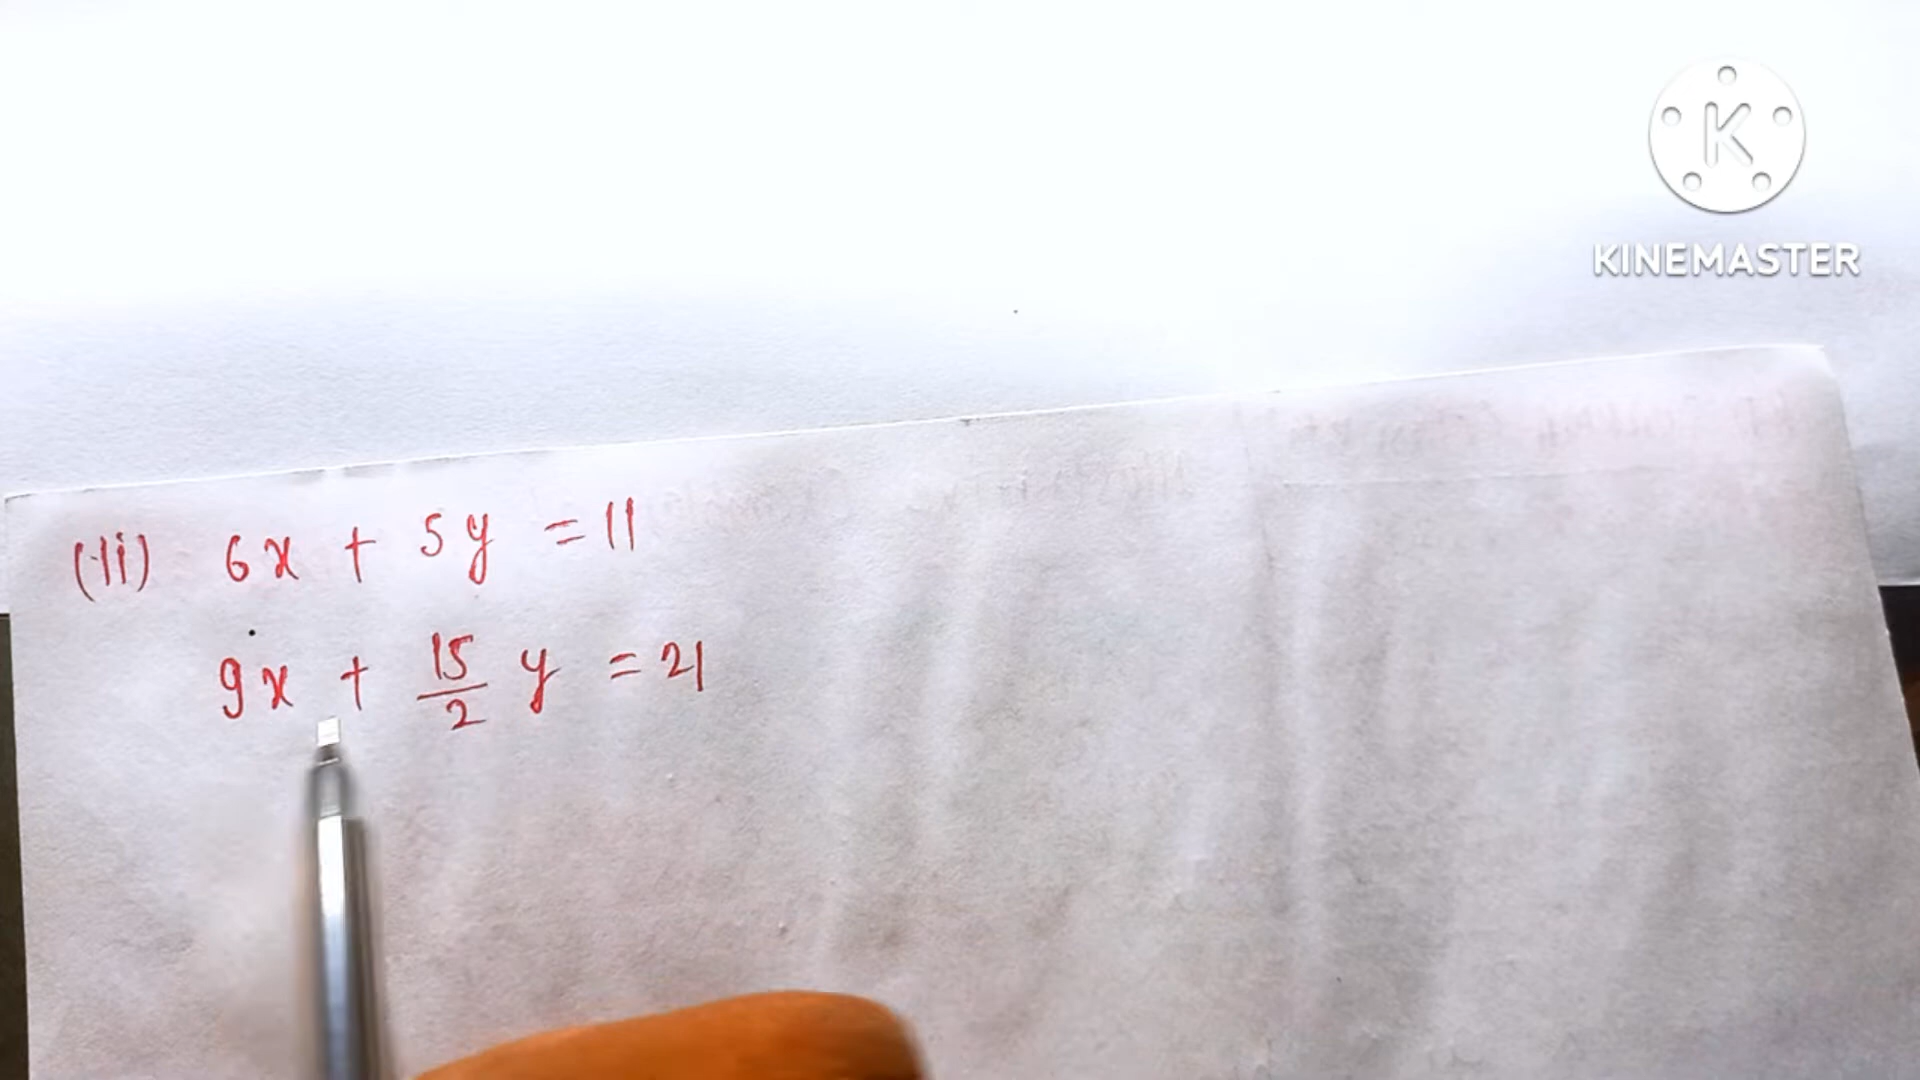 K
KINEMASTER
(ii) 6x + 5y = 11
9x + 15/2 y = 21